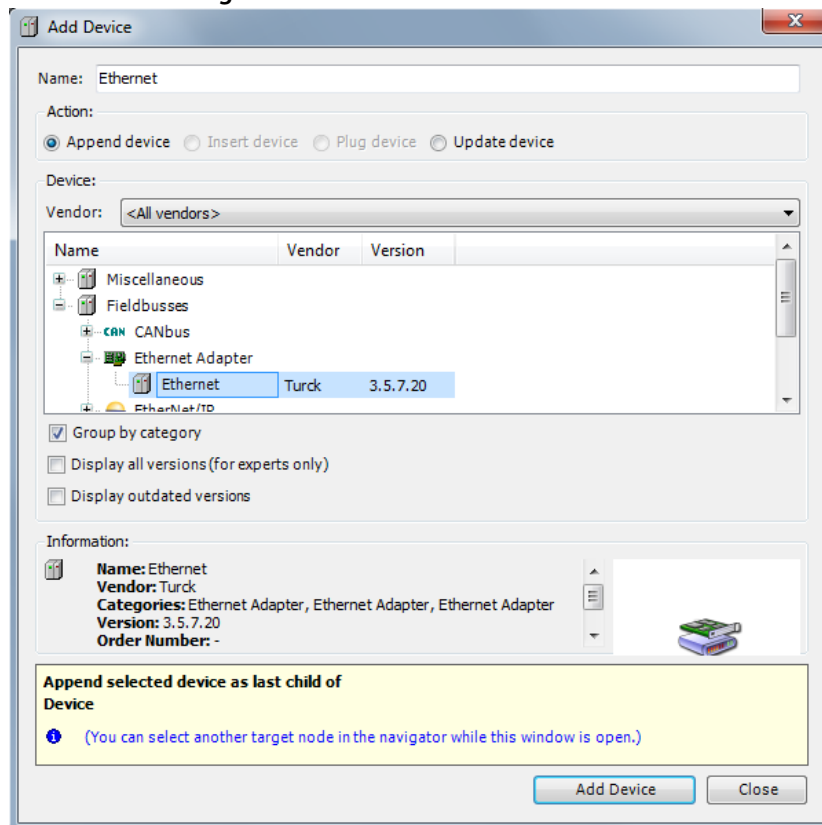 Add Device
Name: Ethernet
Action:
Append device Insert device Plug device Update device
Device:
Vendor: <All vendors>
Name Vendor Version
Miscellaneous
Fieldbusses
CAN CANbus
Ethernet Adapter
Ethernet Turck 3.5.7.20
EtherNet/IP
Group by category
Display all versions (for experts only)
Display outdated versions
Information:
Name: Ethernet
Vendor: Turck
Categories: Ethernet Adapter, Ethernet Adapter, Ethernet Adapter
Version: 3.5.7.20
Order Number: -
Append selected device as last child of
Device
(You can select another target node in the navigator while this window is open.)
Add Device Close